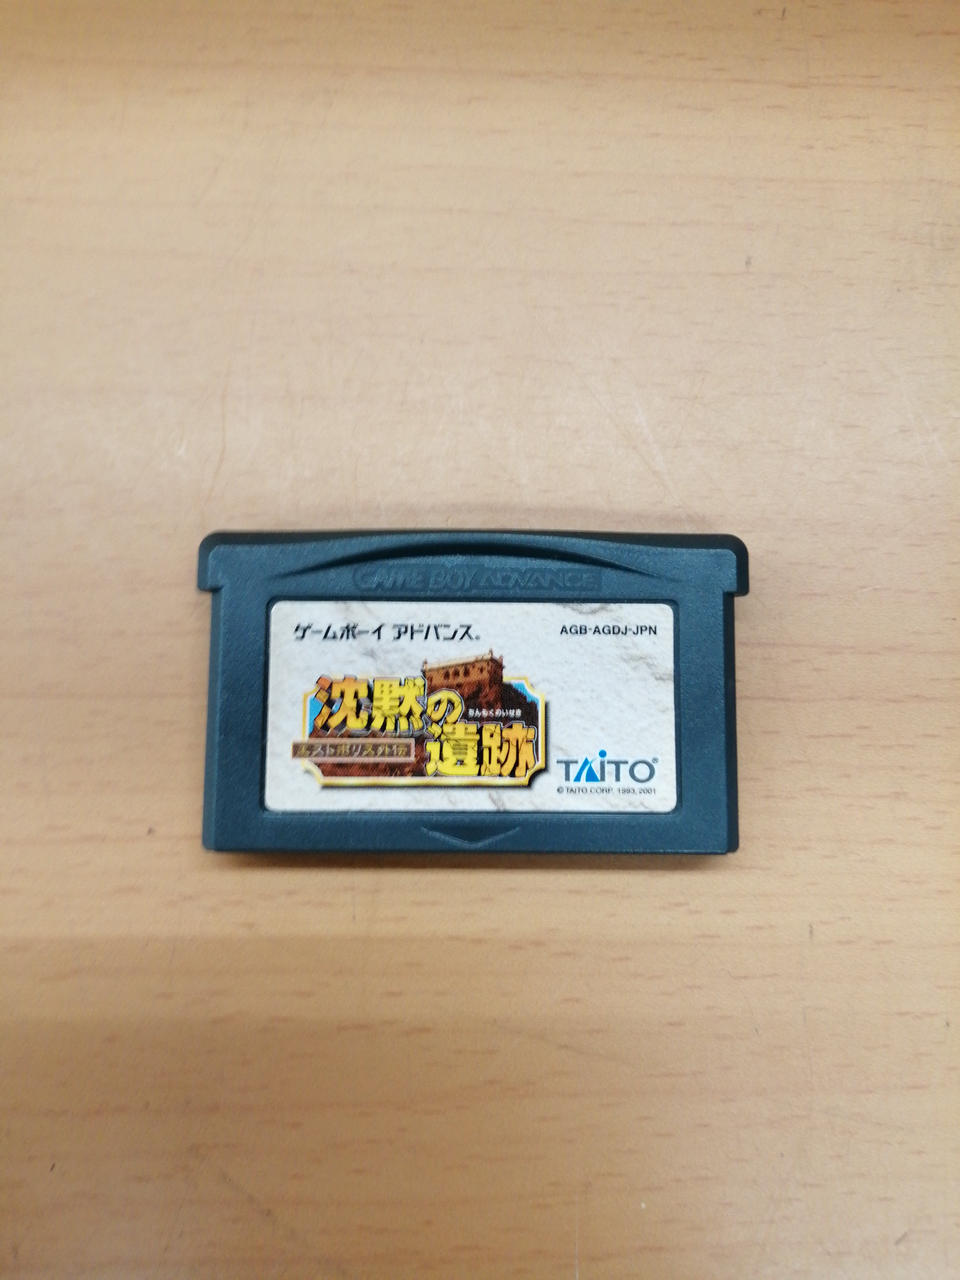 GAME BOY ADVANCE
ゲームボーイ アドバンス®
AGB-AGDJ-JPN
沈黙の
ちんもくのいせき
エストポリス外伝
遺跡
TAITO®
© TAITO CORP. 1993, 2001